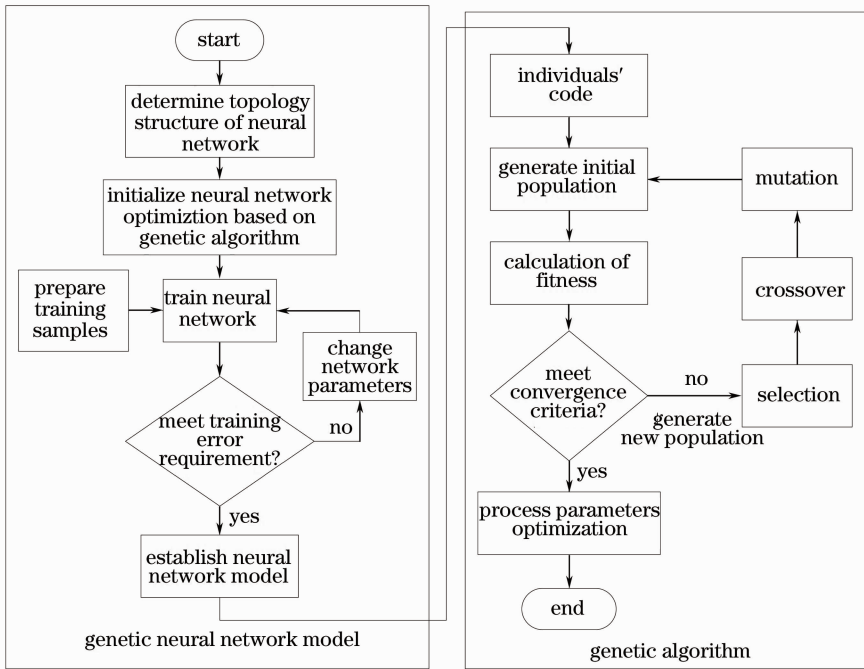 start
determine topology
structure of neural
network
initialize neural network
optimiztion based on
genetic algorithm
prepare
training
samples
train neural
network
change
network
parameters
meet training
error
requirement?
no
yes
establish neural
network model
genetic neural network model
individuals'
code
generate initial
population
mutation
calculation of
fitness
crossover
meet
convergence
criteria?
no
generate
new population
selection
yes
process parameters
optimization
end
genetic algorithm